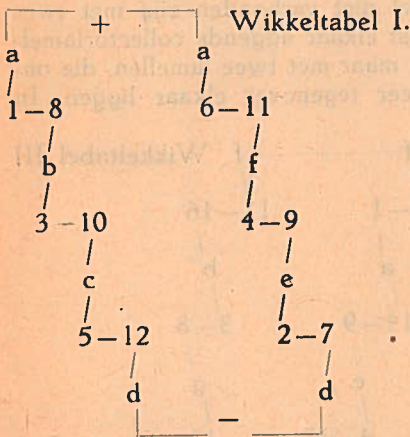 + Wikkeltabel I.
a a
1–8 6–11
b f
3–10 4–9
c e
5–12 2–7
d d
–